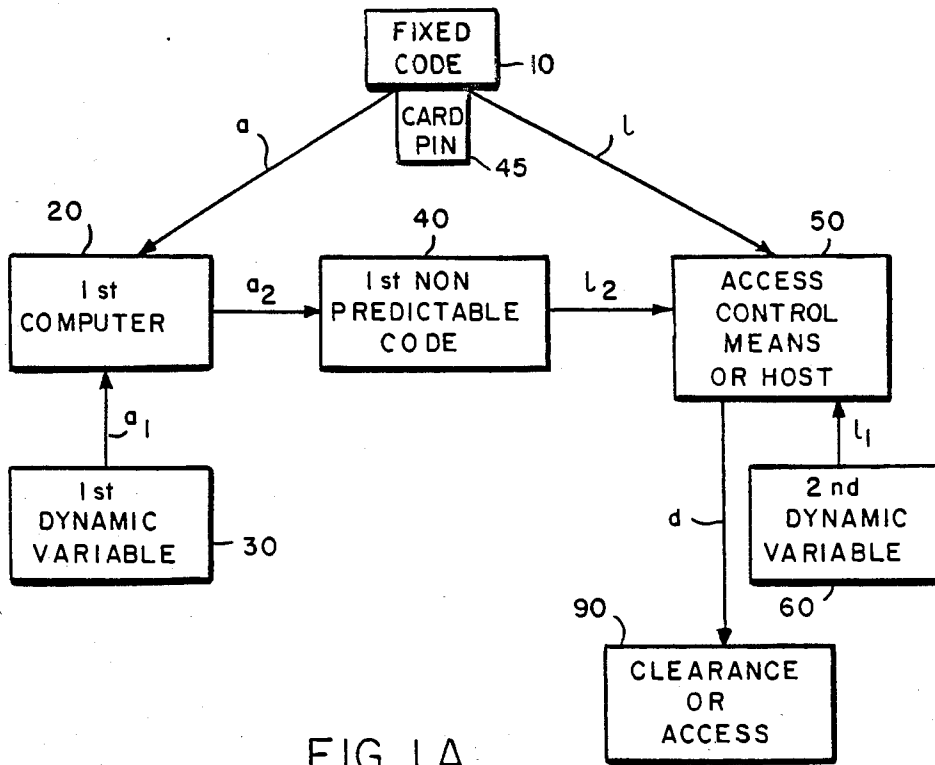 FIXED
CODE
10
CARD
PIN
45
a
l
20
1st
COMPUTER
a2
40
1st NON
PREDICTABLE
CODE
l2
50
ACCESS
CONTROL
MEANS
OR HOST
a1
l1
1st
DYNAMIC
VARIABLE
30
d
2nd
DYNAMIC
VARIABLE
60
90
CLEARANCE
OR
ACCESS
FIG. 1A